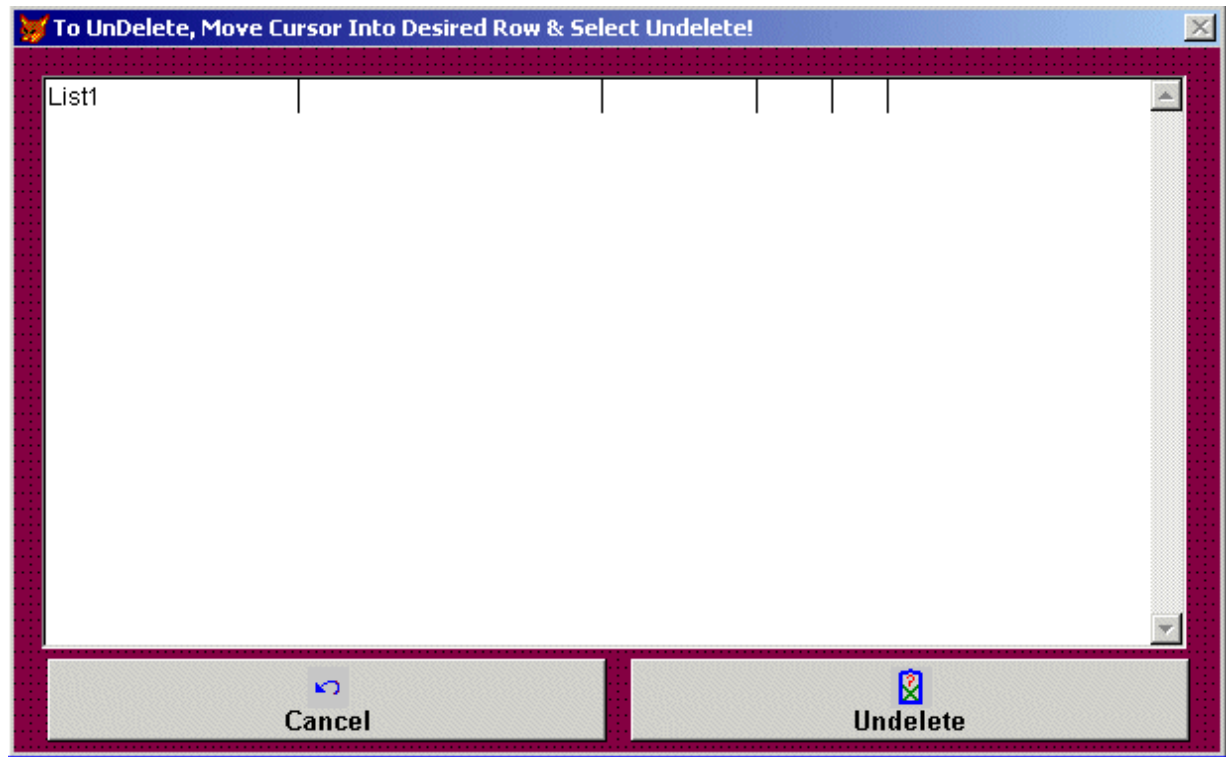 To UnDelete, Move Cursor Into Desired Row & Select Undelete!
List1
Cancel
Undelete